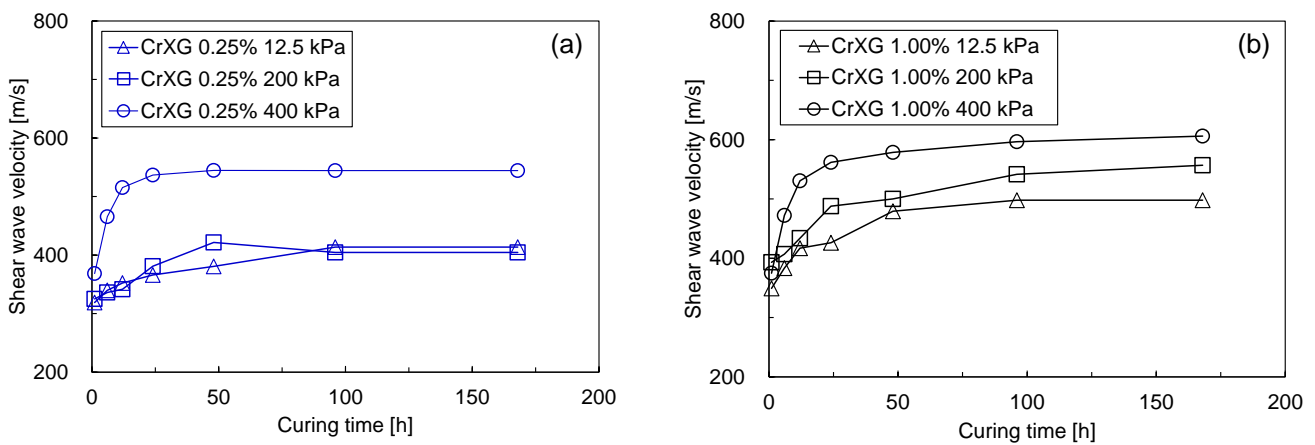 (a)
CrXG 0.25% 12.5 kPa
CrXG 0.25% 200 kPa
CrXG 0.25% 400 kPa
Shear wave velocity [m/s]
800
600
400
200
0
50
100
150
200
Curing time [h]
(b)
CrXG 1.00% 12.5 kPa
CrXG 1.00% 200 kPa
CrXG 1.00% 400 kPa
Shear wave velocity [m/s]
800
600
400
200
0
50
100
150
200
Curing time [h]